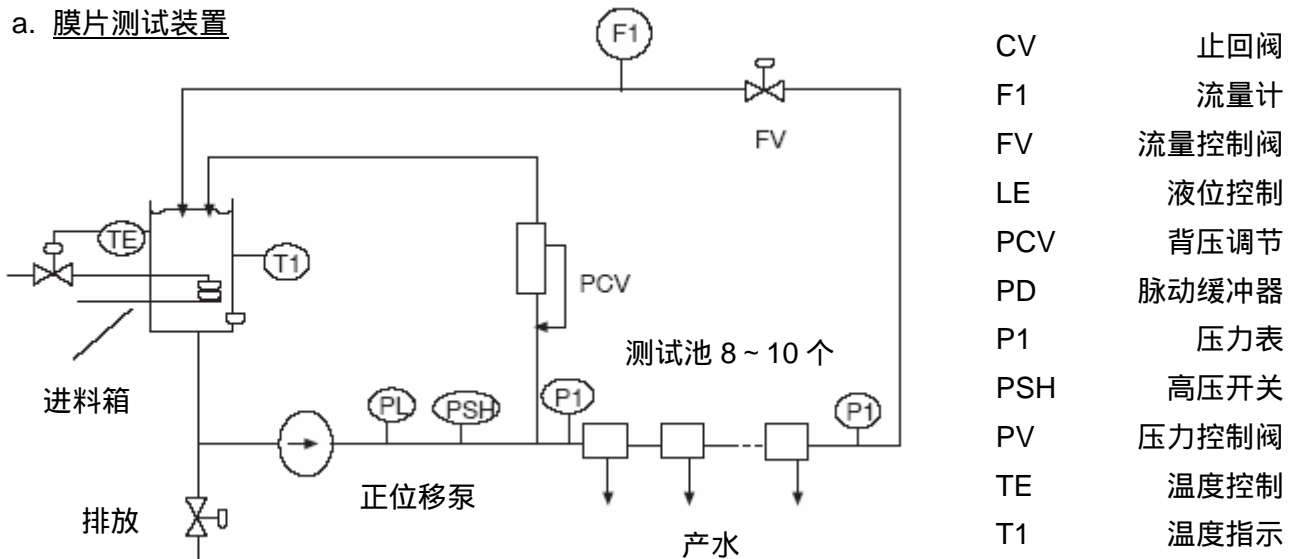 a. 膜片测试装置
F1
FV
TE
T1
PCV
测试池 8 ~ 10 个
进料箱
PL
PSH
P1
P1
正位移泵
排放
产水
CV 止回阀
F1 流量计
FV 流量控制阀
LE 液位控制
PCV 背压调节
PD 脉动缓冲器
P1 压力表
PSH 高压开关
PV 压力控制阀
TE 温度控制
T1 温度指示